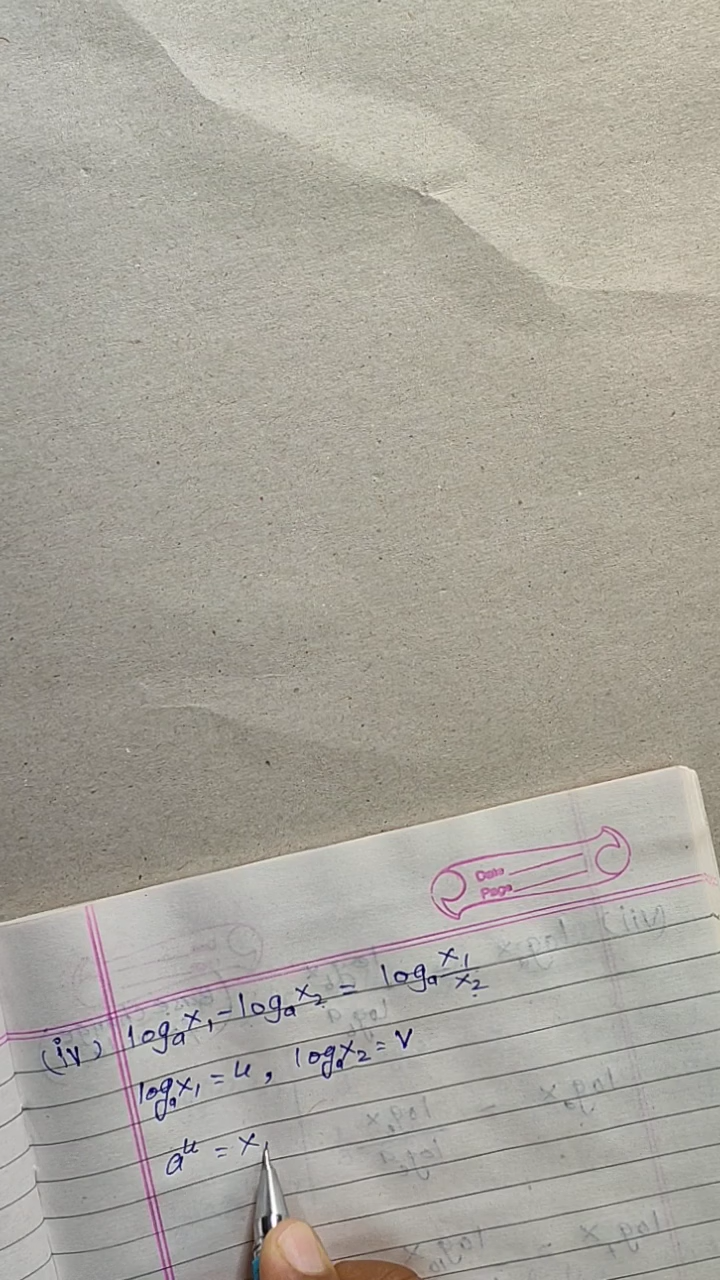 Date
Page
(iv) logₐx₁ - logₐx₂ = logₐ x₁/x₂
logₐx₁ = u, logₐx₂ = v
aᵘ = x₁